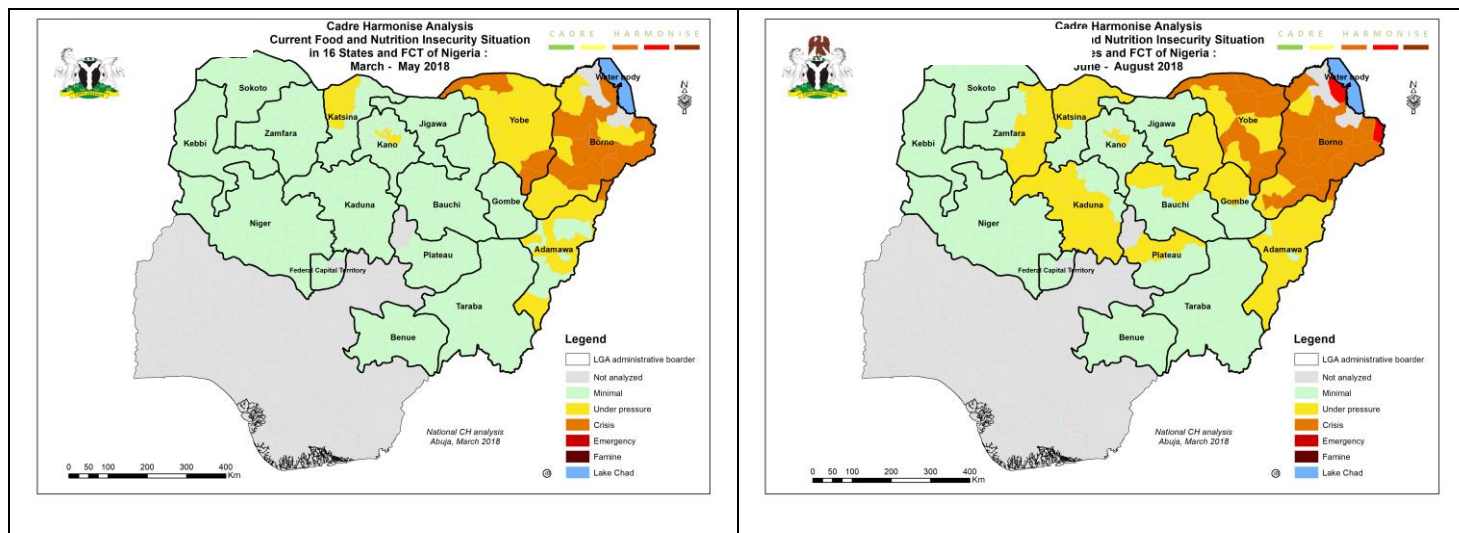 Cadre Harmonise Analysis
Current Food and Nutrition Insecurity Situation
in 16 States and FCT of Nigeria :
March - May 2018
CADRE HARMONISE
N
Water body
Sokoto
Katsina
Jigawa
Yobe
Borno
Zamfara
Kano
Kebbi
Kaduna
Bauchi
Gombe
Niger
Adamawa
Plateau
Federal Capital Territory
Taraba
Benue
Legend
LGA administrative boarder
Not analyzed
Minimal
Under pressure
Crisis
Emergency
Famine
Lake Chad
National CH analysis
Abuja, March 2018
0 50 100 200 300 400
Km
Cadre Harmonise Analysis
d Nutrition Insecurity Situation
es and FCT of Nigeria :
June - August 2018
CADRE HARMONISE
N
Water body
Sokoto
Katsina
Jigawa
Yobe
Borno
Zamfara
Kano
Kebbi
Kaduna
Bauchi
Gombe
Niger
Adamawa
Plateau
Federal Capital Territory
Taraba
Benue
Legend
LGA administrative boarder
Not analyzed
Minimal
Under pressure
Crisis
Emergency
Famine
Lake Chad
National CH analysis
Abuja, March 2018
0 50 100 200 300 400
Km